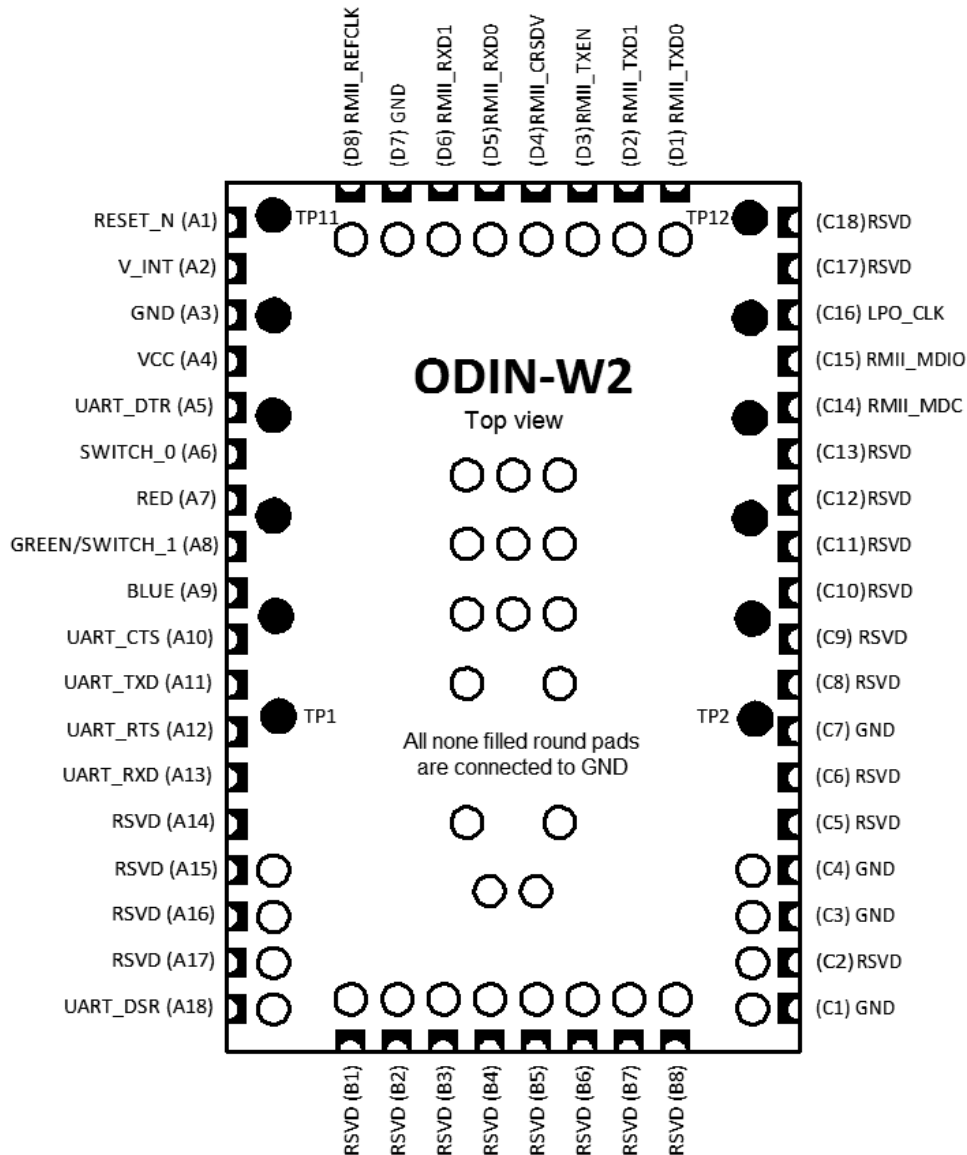 (D8) RMII_REFCLK
(D7) GND
(D6) RMII_RXD1
(D5)RMII_RXD0
(D4)RMII_CRSDV
(D3)RMII_TXEN
(D2) RMII_TXD1
(D1) RMII_TXD0
RESET_N (A1)
V_INT (A2)
GND (A3)
VCC (A4)
UART_DTR (A5)
SWITCH_0 (A6)
RED (A7)
GREEN/SWITCH_1 (A8)
BLUE (A9)
UART_CTS (A10)
UART_TXD (A11)
UART_RTS (A12)
UART_RXD (A13)
RSVD (A14)
RSVD (A15)
RSVD (A16)
RSVD (A17)
UART_DSR (A18)
TP11
TP12
ODIN-W2
Top view
TP1
TP2
All none filled round pads
are connected to GND
(C18)RSVD
(C17)RSVD
(C16) LPO_CLK
(C15) RMII_MDIO
(C14) RMII_MDC
(C13)RSVD
(C12)RSVD
(C11)RSVD
(C10)RSVD
(C9) RSVD
(C8) RSVD
(C7) GND
(C6) RSVD
(C5) RSVD
(C4) GND
(C3) GND
(C2)RSVD
(C1) GND
RSVD (B1)
RSVD (B2)
RSVD (B3)
RSVD (B4)
RSVD (B5)
RSVD (B6)
RSVD (B7)
RSVD (B8)